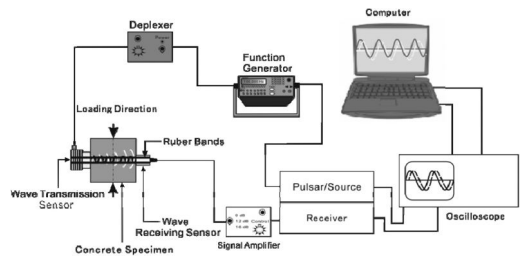 Computer
Deplexer
Function
Generator
Loading Direction
Ruber Bands
Wave Transmission
Sensor
Wave
Receiving Sensor
Concrete Specimen
Signal Amplifier
Pulsar/Source
Receiver
Oscilloscope